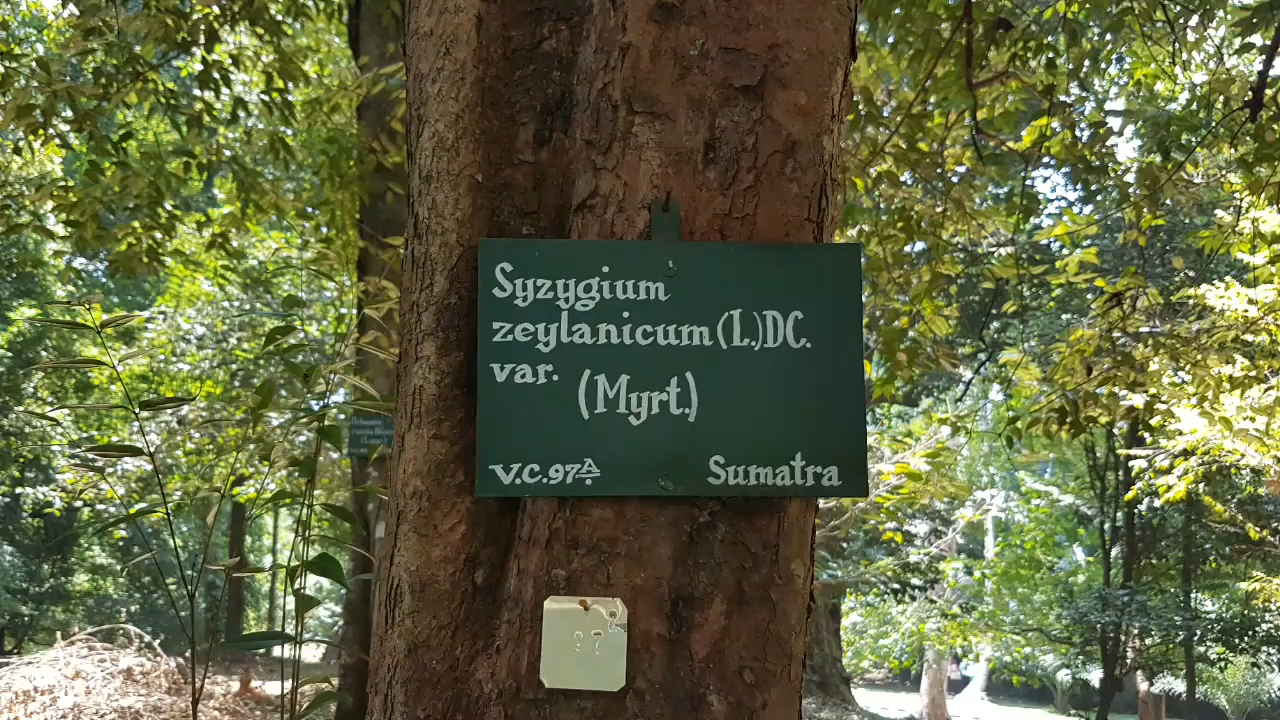 Syzygium
zeylanicum (L.) DC.
var.
(Myrt.)
V.C.97A
Sumatra